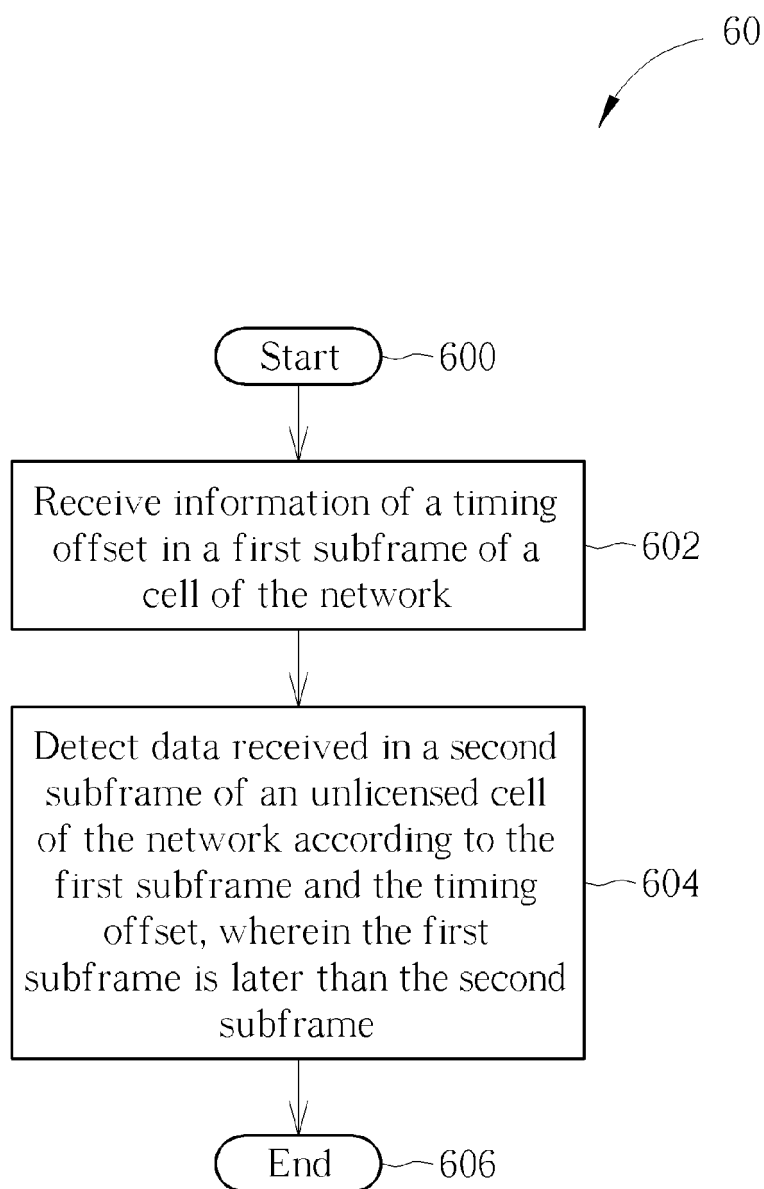 60
Start
600
Receive information of a timing
offset in a first subframe of a
cell of the network
602
Detect data received in a second
subframe of an unlicensed cell
of the network according to the
first subframe and the timing
offset, wherein the first
subframe is later than the second
subframe
604
End
606